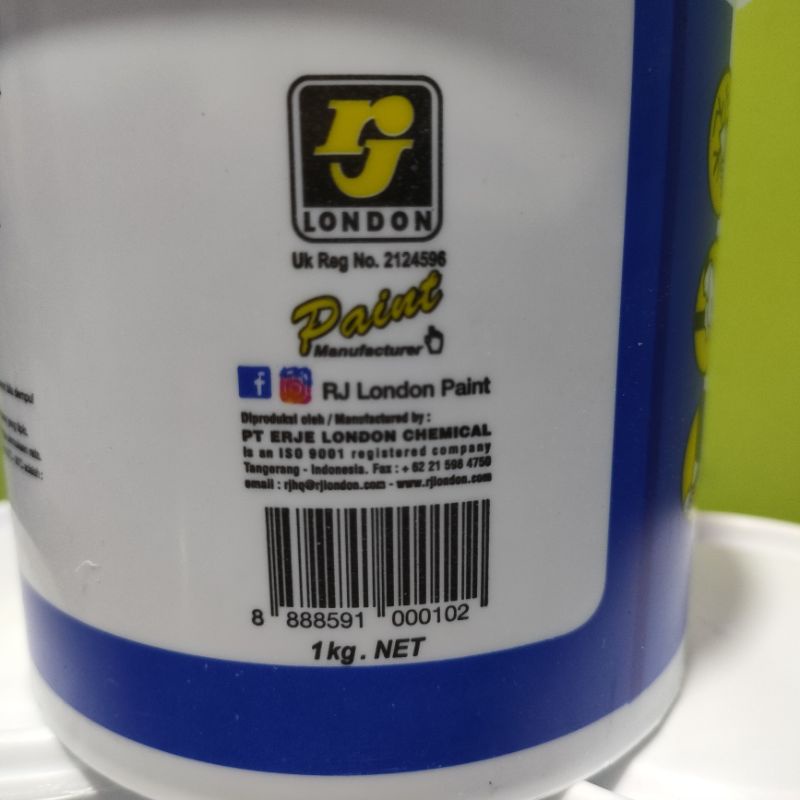 rj
LONDON
Uk Reg No. 2124596
Paint
Manufacturer
RJ London Paint
Diproduksi oleh / Manufactured by :
PT ERJE LONDON CHEMICAL
is an ISO 9001 registered company
Tangerang - Indonesia. Fax : + 62 21 598 4750
email : rjhq@rjlondon.com - www.rjlondon.com
8 888591 000102
1kg. NET